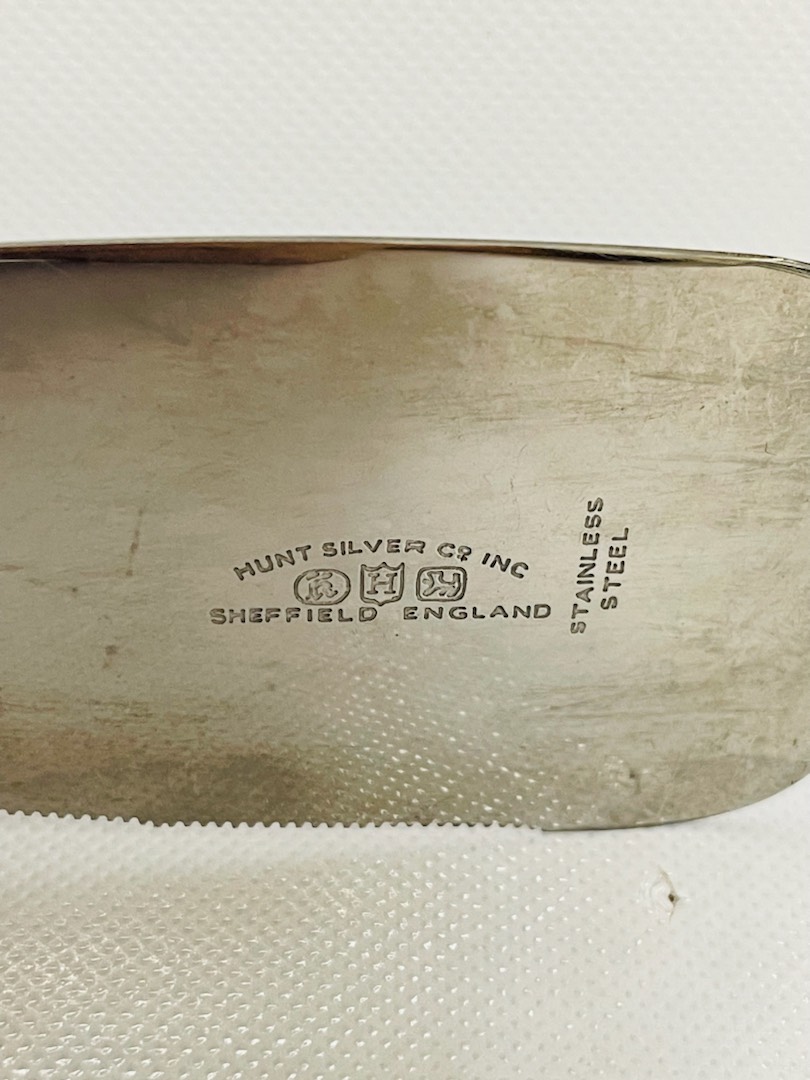 HUNT SILVER Co INC
H
SHEFFIELD ENGLAND
STAINLESS
STEEL